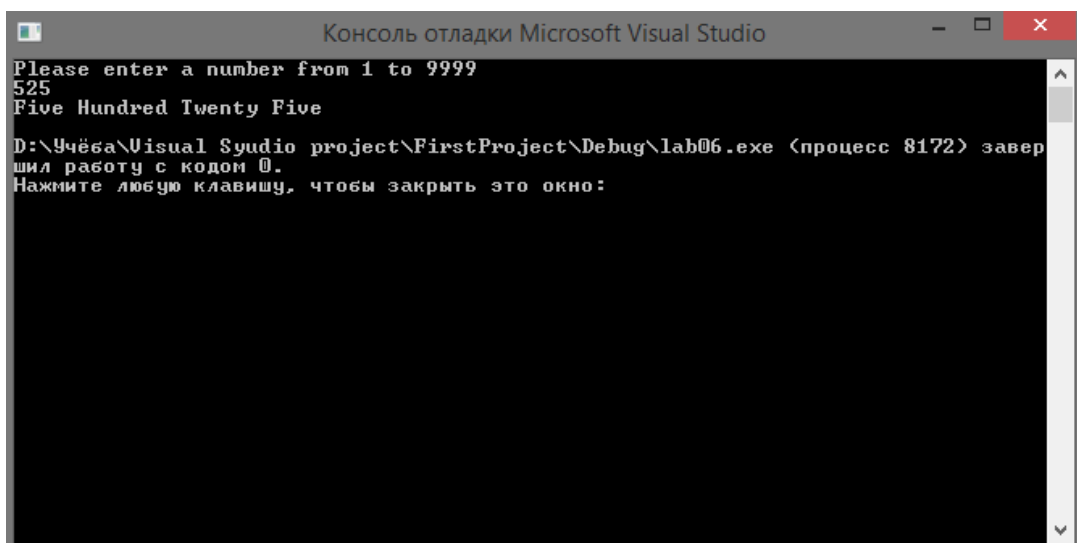 Консоль отладки Microsoft Visual Studio
Please enter a number from 1 to 9999
525
Five Hundred Twenty Five
D:\Учёба\Visual Syudio project\FirstProject\Debug\lab06.exe (процесс 8172) завер
шил работу с кодом 0.
Нажмите любую клавишу, чтобы закрыть это окно: